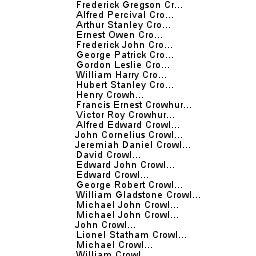 Frederick Gregson Cr...
Alfred Percival Cro...
Arthur Stanley Cro...
Ernest Owen Cro...
Frederick John Cro...
George Patrick Cro...
Gordon Leslie Cro...
William Harry Cro...
Hubert Stanley Cro...
Henry Crowh...
Francis Ernest Crowhur...
Victor Roy Crowhur...
Alfred Edward Crowl...
John Cornelius Crowl...
Jeremiah Daniel Crowl...
David Crowl...
Edward John Crowl...
Edward Crowl...
George Robert Crowl...
William Gladstone Crowl...
Michael John Crowl...
Michael John Crowl...
John Crowl...
Lionel Statham Crowl...
Michael Crowl...
William Crowl...